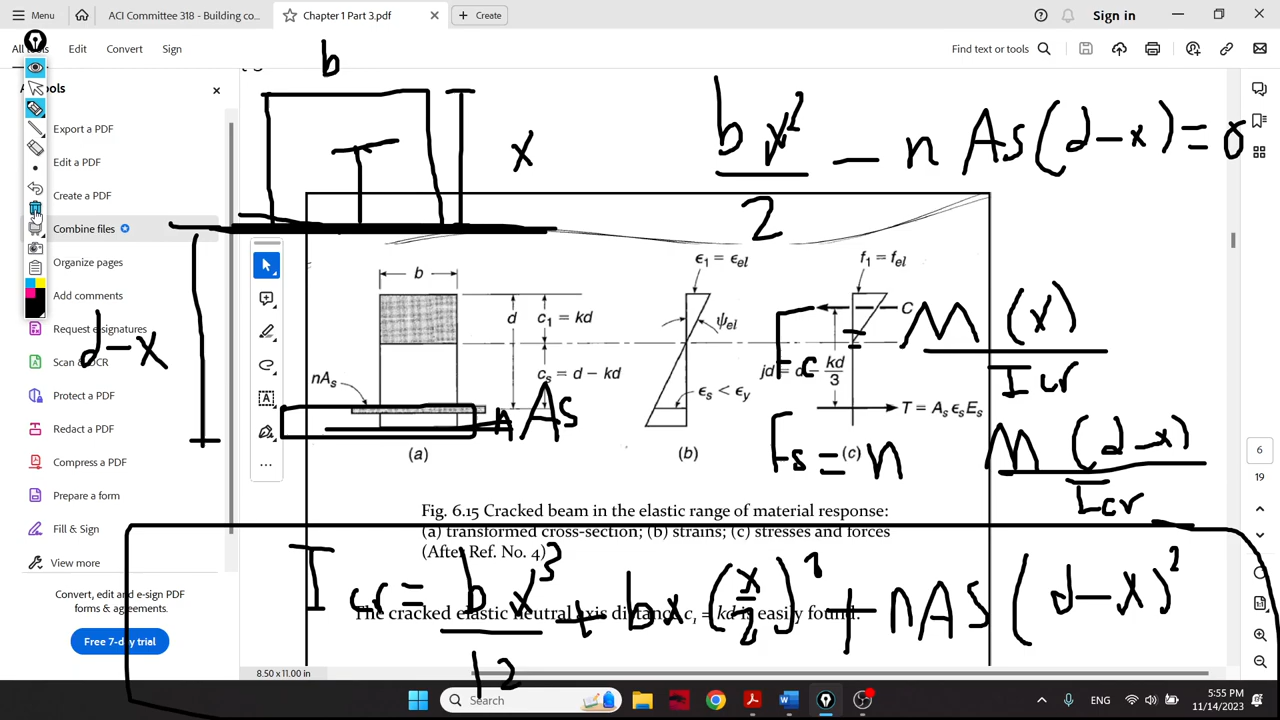 Menu
ACI Committee 318 - Building co...
Chapter 1 Part 3.pdf
Create
Sign in
All tools
Edit
Convert
Sign
Find text or tools
Export a PDF
Edit a PDF
Create a PDF
Combine files
Organize pages
Add comments
Request e-signatures
Scan & OCR
Protect a PDF
Redact a PDF
Compress a PDF
Prepare a form
Fill & Sign
View more
Convert, edit and e-sign PDF
forms & agreements.
Free 7-day trial
b
x
d-x
bx²/2 - nAs(d-x)=0
b
d
c₁ = kd
cₛ = d - kd
nAₛ
nAs
(a)
ϵ₁ = ϵₑₗ
ψₑₗ
ϵₛ < ϵᵧ
(b)
f₁ = fₑₗ
C
jd = d - kd/3
T = Aₛ ϵₛ Eₛ
(c)
Fc = M(x)/Icr
Fs = n M(d-x)/Icr
Fig. 6.15 Cracked beam in the elastic range of material response:
(a) transformed cross-section; (b) strains; (c) stresses and forces
(After Ref. No. 4)
Icr = bx³/12 + bx(x/2)² + nAs(d-x)²
The cracked elastic neutral axis distance c₁ = kd is easily found.
8.50 x 11.00 in
6
19
Search
ENG
5:55 PM
11/14/2023